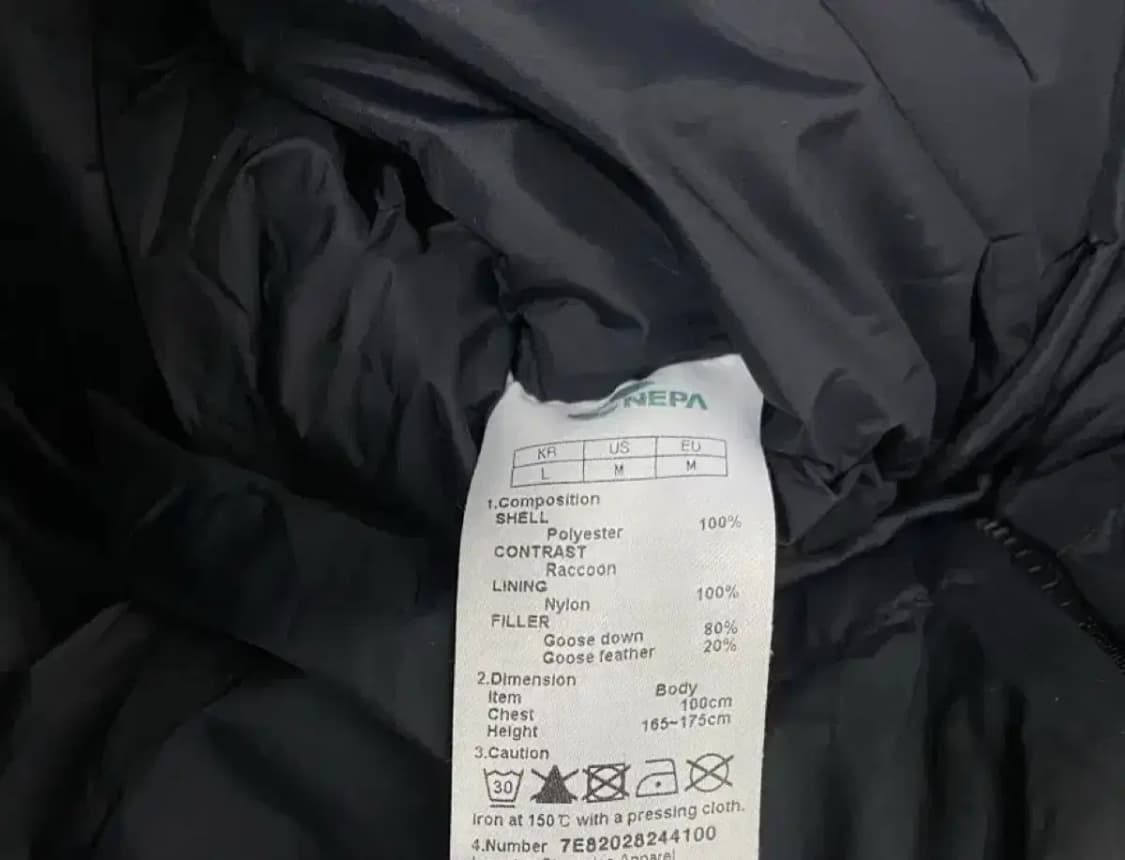 NEPA
KR US EU
L M M
1.Composition
SHELL
Polyester 100%
CONTRAST
Raccoon
LINING
Nylon 100%
FILLER
Goose down 80%
Goose feather 20%
2.Dimension
Item Body
Chest 100cm
Height 165~175cm
3.Caution
30
Iron at 150℃ with a pressing cloth.
4.Number 7E82028244100
Apparel